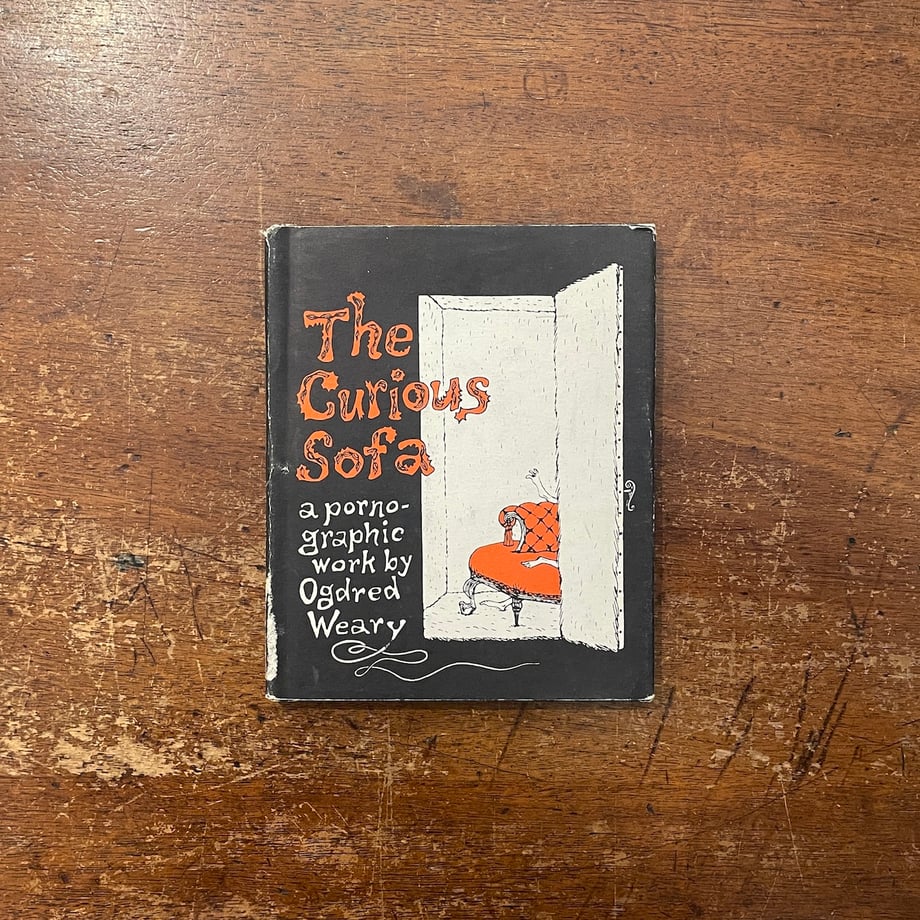 The
Curious
Sofa
a porno-
graphic
work by
Ogdred
Weary